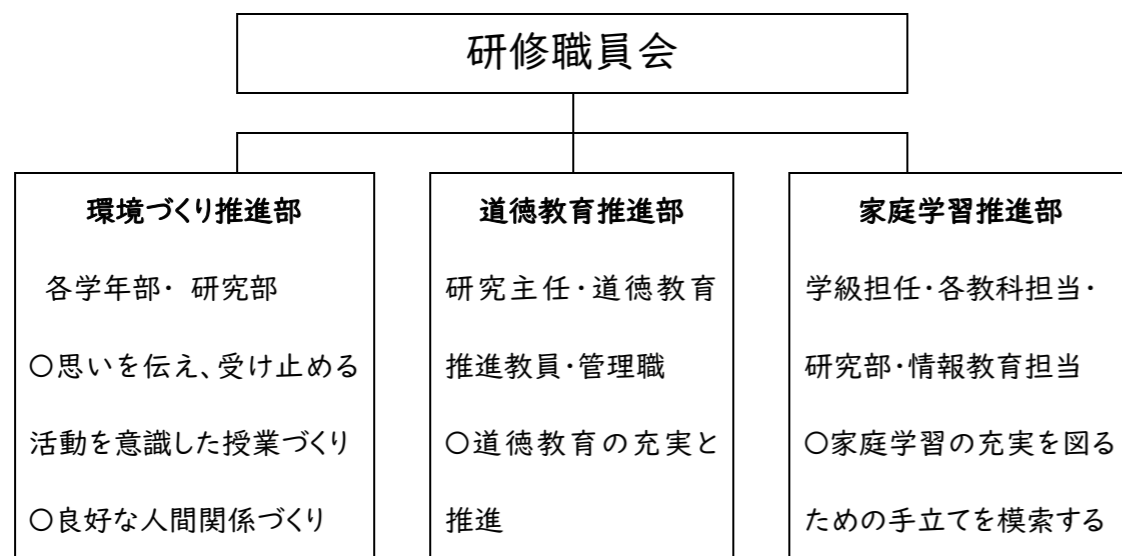 研修職員会
環境づくり推進部
各学年部・ 研究部
〇思いを伝え、受け止める
活動を意識した授業づくり
〇良好な人間関係づくり
道徳教育推進部
研究主任・道徳教育
推進教員・管理職
〇道徳教育の充実と
推進
家庭学習推進部
学級担任・各教科担当・
研究部・情報教育担当
〇家庭学習の充実を図る
ための手立てを模索する